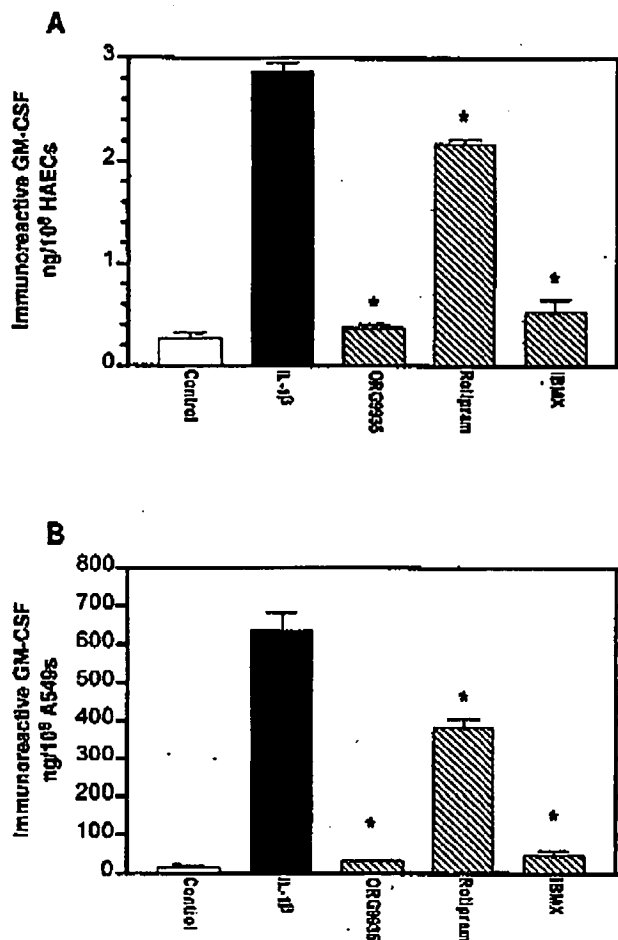 A
Immunoreactive GM-CSF
ng/10⁶ HAECs
3
2
1
0
*
*
*
Control
IL-1β
ORG9935
Rolipram
IBMX
B
Immunoreactive GM-CSF
ng/10⁶ A549s
800
700
600
500
400
300
200
100
0
*
*
*
Control
IL-1β
ORG9935
Rolipram
IBMX